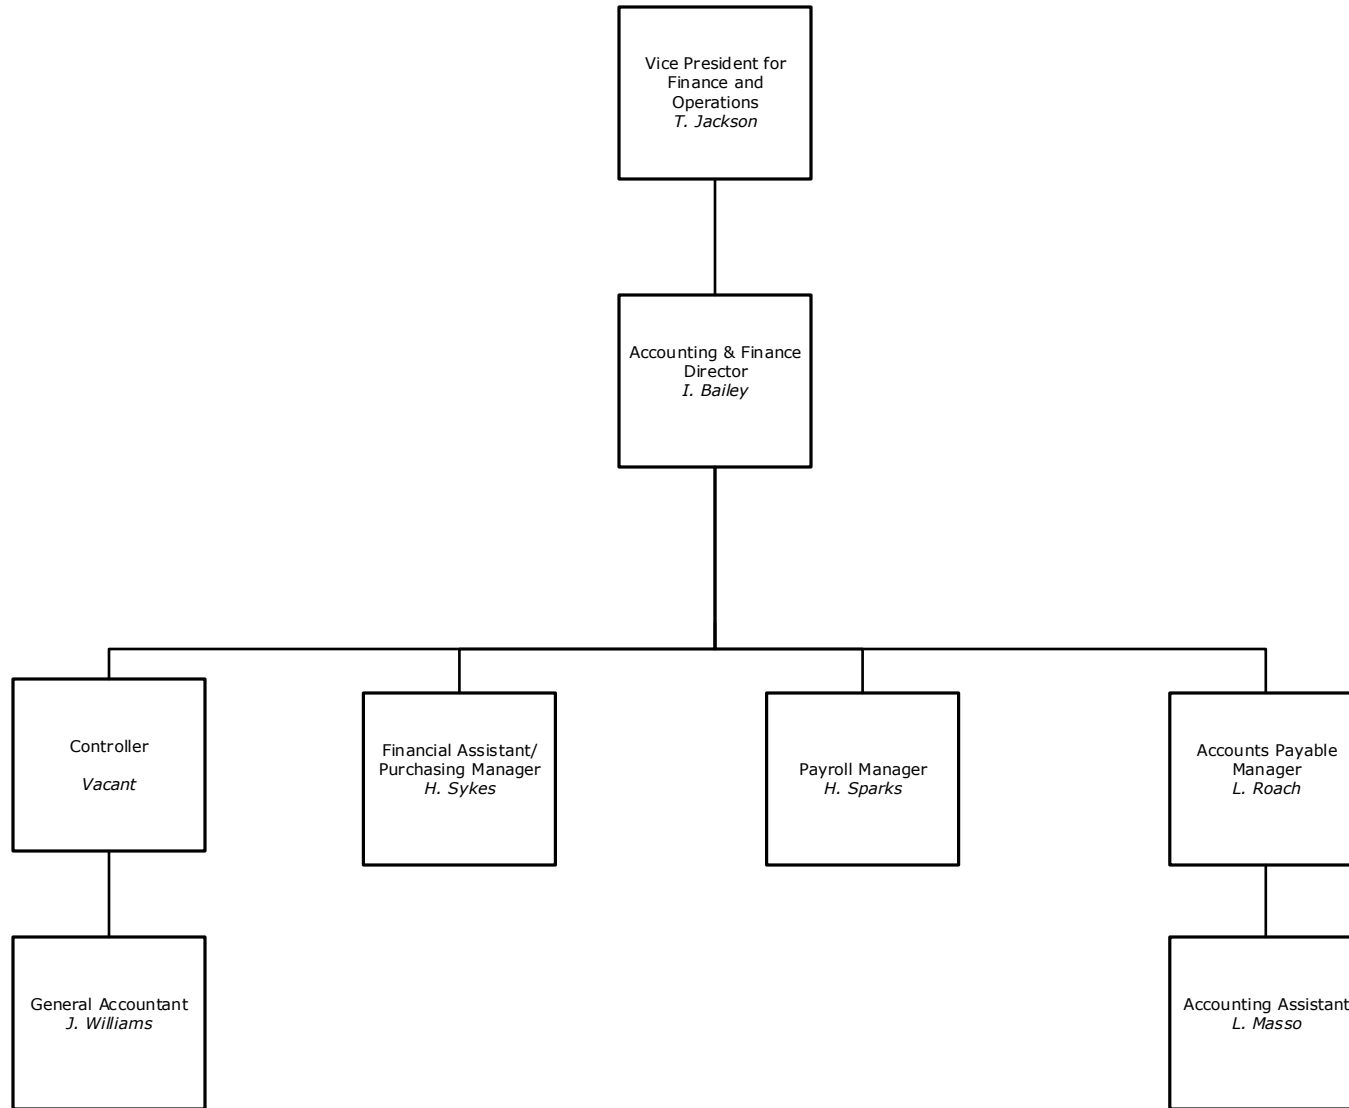 Vice President for
Finance and
Operations
T. Jackson
Accounting & Finance
Director
I. Bailey
Controller
Vacant
Financial Assistant/
Purchasing Manager
H. Sykes
Payroll Manager
H. Sparks
Accounts Payable
Manager
L. Roach
General Accountant
J. Williams
Accounting Assistant
L. Masso